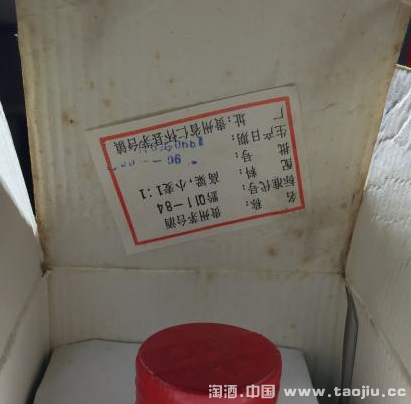 名 称:贵州茅台酒
标准代号:黔Q11-84
配 料:高粱,小麦1:1
批 号:
生产日期:
厂 址:贵州省仁怀县茅台镇
淘酒.中国 www.taojiu.cc